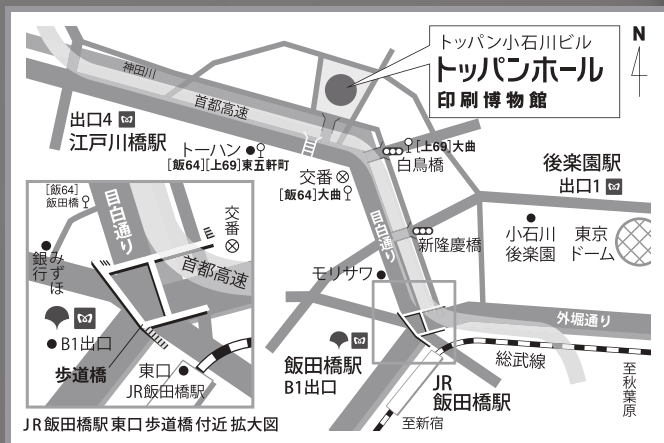 トッパン小石川ビル
トッパンホール
印刷博物館
N
神田川
首都高速
出口4
江戸川橋駅
トーハン
[飯64][上69]東五軒町
[上69]大曲
白鳥橋
交番
[飯64]大曲
後楽園駅
出口1
目白通り
新隆慶橋
小石川
後楽園
東京
ドーム
モリサワ
外堀通り
飯田橋駅
B1出口
総武線
JR
飯田橋駅
至新宿
至秋葉原
[飯64]
飯田橋
目白通り
交番
みずほ
銀行
首都高速
B1出口
歩道橋
東口
JR飯田橋駅
JR飯田橋駅東口歩道橋付近拡大図